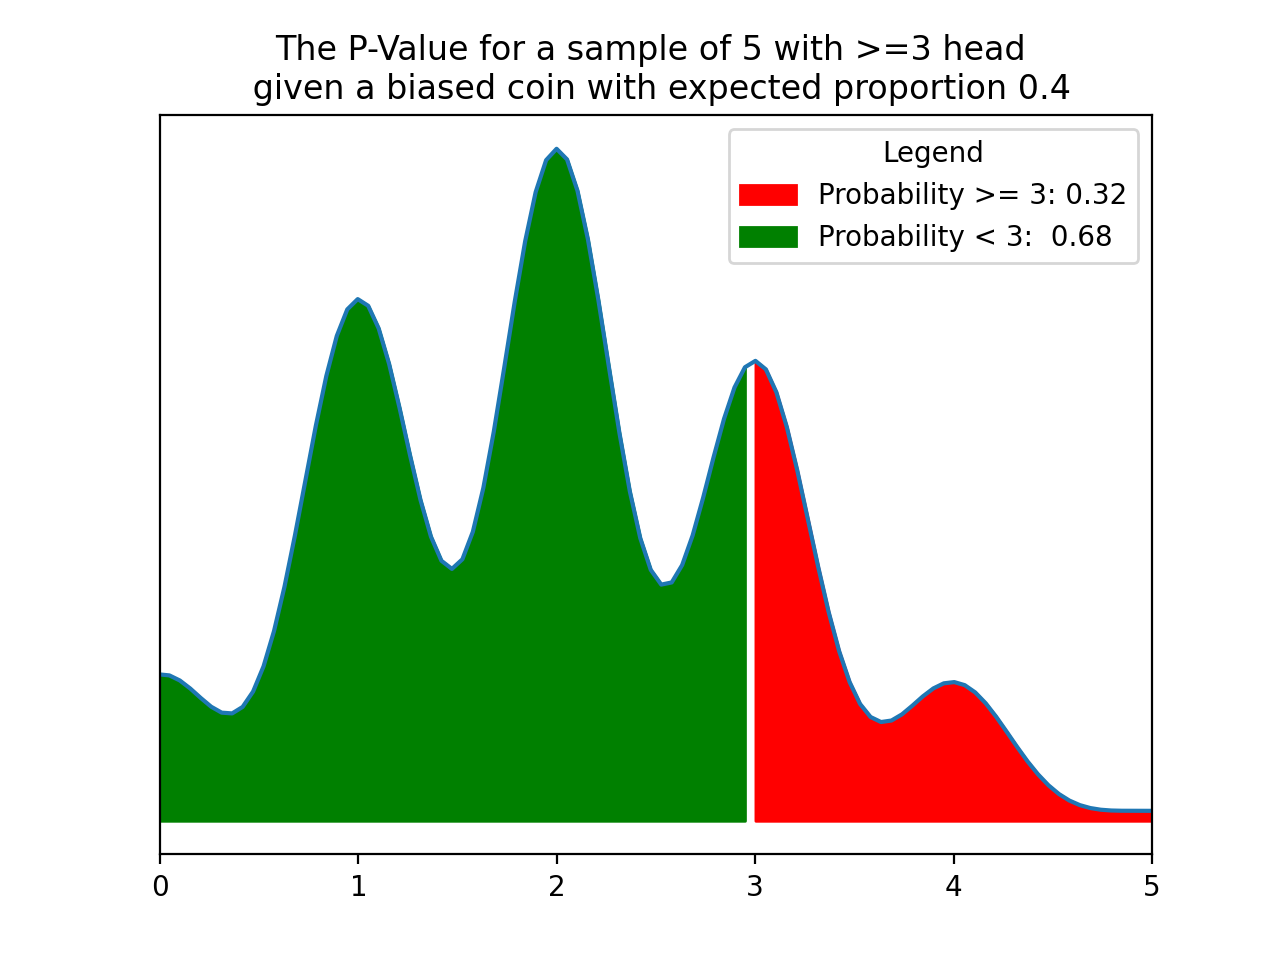 The P-Value for a sample of 5 with >=3 head
given a biased coin with expected proportion 0.4
Legend
Probability >= 3: 0.32
Probability < 3:  0.68
0 1 2 3 4 5